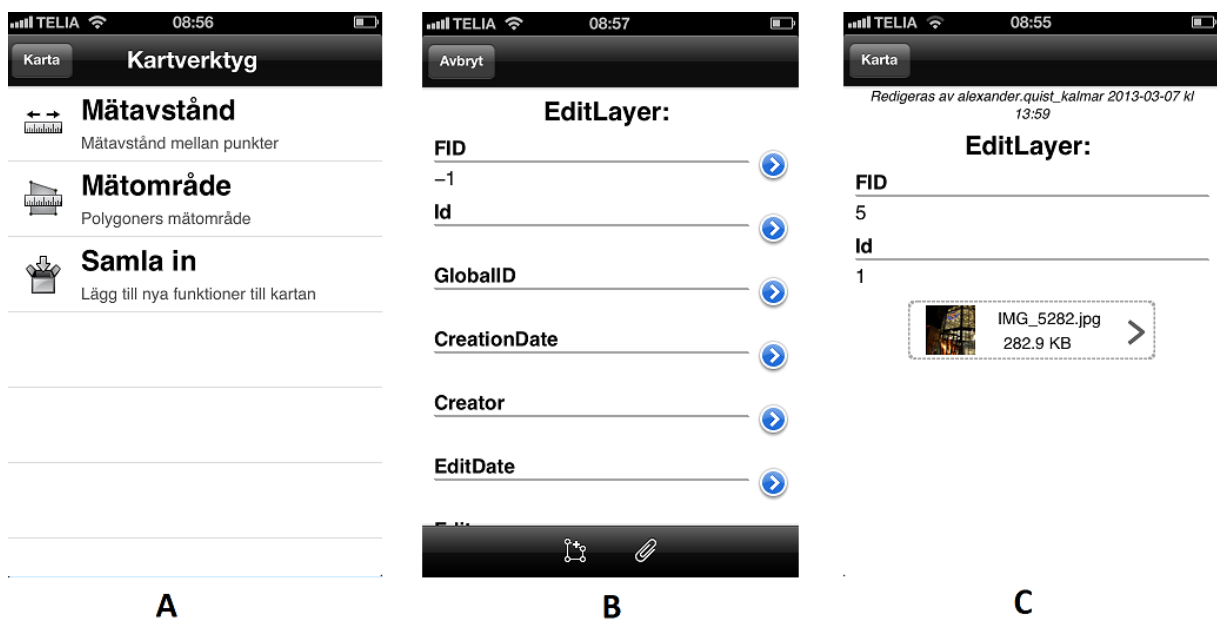 TELIA 08:56
Karta Kartverktyg
Mätavstånd
Mätavstånd mellan punkter
Mätområde
Polygoners mätområde
Samla in
Lägg till nya funktioner till kartan
A
TELIA 08:57
Avbryt
EditLayer:
FID
–1
Id
GlobalID
CreationDate
Creator
EditDate
B
TELIA 08:55
Karta
Redigeras av alexander.quist_kalmar 2013-03-07 kl
13:59
EditLayer:
FID
5
Id
1
IMG_5282.jpg
282.9 KB
C